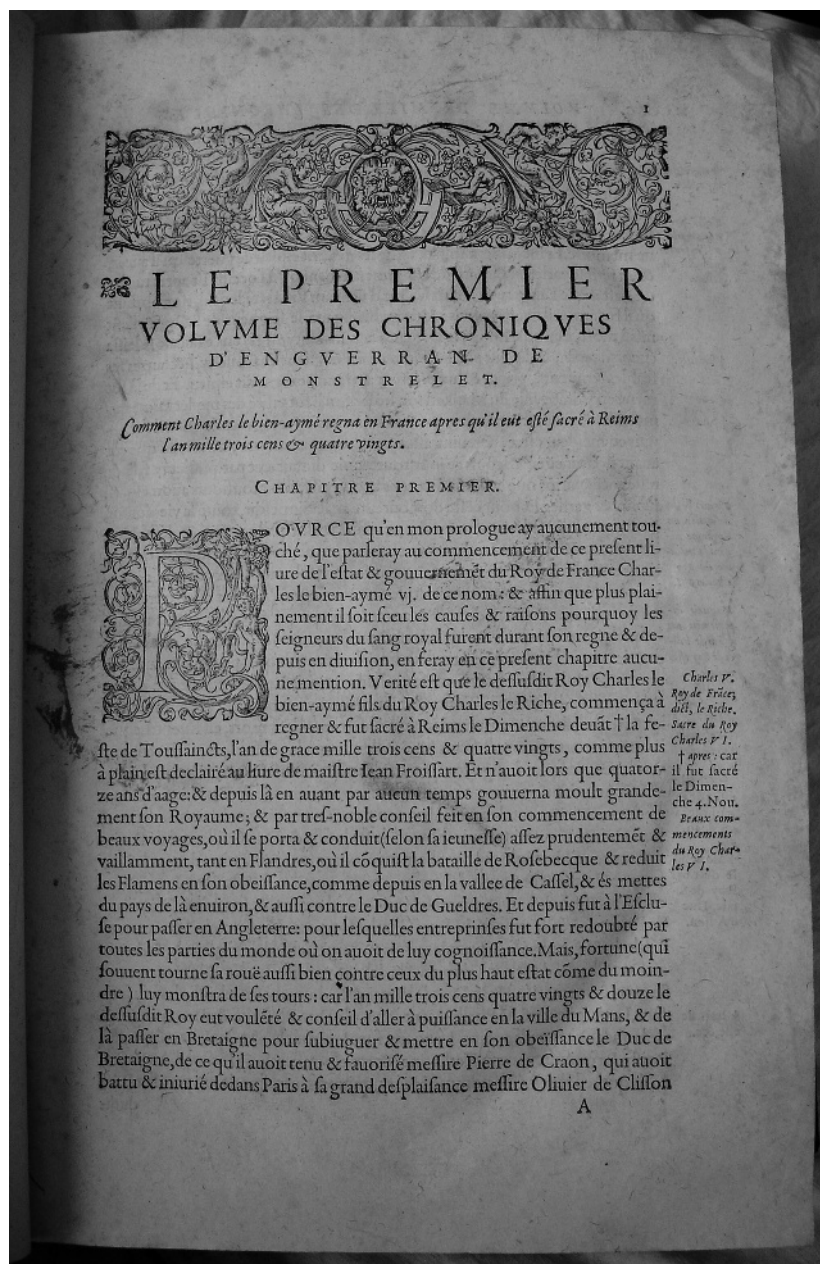 1
LE PREMIER
VOLVME DES CHRONIQVES
D'ENGVERRAN DE
MONSTRELET.
Comment Charles le bien-aymé regna en France apres qu'il eut eſté ſacré à Reims
l'an mille trois cens & quatre vingts.
CHAPITRE PREMIER.
POVRCE qu'en mon prologue ay aucunement tou-
ché, que parleray au commencement de ce preſent li-
ure de l'eſtat & gouuernemẽt du Roy de France Char-
les le bien-aymé vj. de ce nom: & affin que plus plai-
nement il ſoit ſceu les cauſes & raiſons pourquoy les
ſeigneurs du ſang royal furent durant ſon regne & de-
puis en diuiſion, en feray en ce preſent chapitre aucu-
ne mention. Verité eſt que le deſſuſdit Roy Charles le
bien-aymé fils du Roy Charles le Riche, commença à
regner & fut ſacré à Reims le Dimenche deuãt † la fe-
ſte de Touſſaincts, l'an de grace mille trois cens & quatre vingts, comme plus
à plain eſt declairé au liure de maiſtre Iean Froiſſart. Et n'auoit lors que quator-
ze ans d'aage: & depuis là en auant par aucun temps gouuerna moult grande-
ment ſon Royaume; & par treſ-noble conſeil feit en ſon commencement de
beaux voyages, où il ſe porta & conduit (ſelon ſa ieuneſſe) aſſez prudentemẽt &
vaillamment, tant en Flandres, où il cõquiſt la bataille de Roſebecque & reduit
les Flamens en ſon obeiſſance, comme depuis en la vallee de Caſſel, & és mettes
du pays de là enuiron, & auſſi contre le Duc de Gueldres. Et depuis fut à l'Eſclu-
ſe pour paſſer en Angleterre: pour leſquelles entreprinſes fut fort redoubté par
toutes les parties du monde où on auoit de luy cognoiſſance. Mais, fortune (qui
ſouuent tourne ſa rouë auſſi bien contre ceux du plus haut eſtat cõme du moin-
dre) luy monſtra de ſes tours: car l'an mille trois cens quatre vingts & douze le
deſſuſdit Roy eut voulẽté & conſeil d'aller à puiſſance en la ville du Mans, & de
là paſſer en Bretaigne pour ſubiuguer & mettre en ſon obeïſſance le Duc de
Bretaigne, de ce qu'il auoit tenu & fauoriſé meſſire Pierre de Craon, qui auoit
battu & iniurié dedans Paris à ſa grand deſplaiſance meſſire Oliuier de Cliſſon
A
Charles V.
Roy de Frãce,
dict, le Riche.
Sacre du Roy
Charles VI.
† apres: car
il fut ſacré
le Dimen-
che 4. Nou.
Beaux com-
mencements
du Roy Char-
les VI.